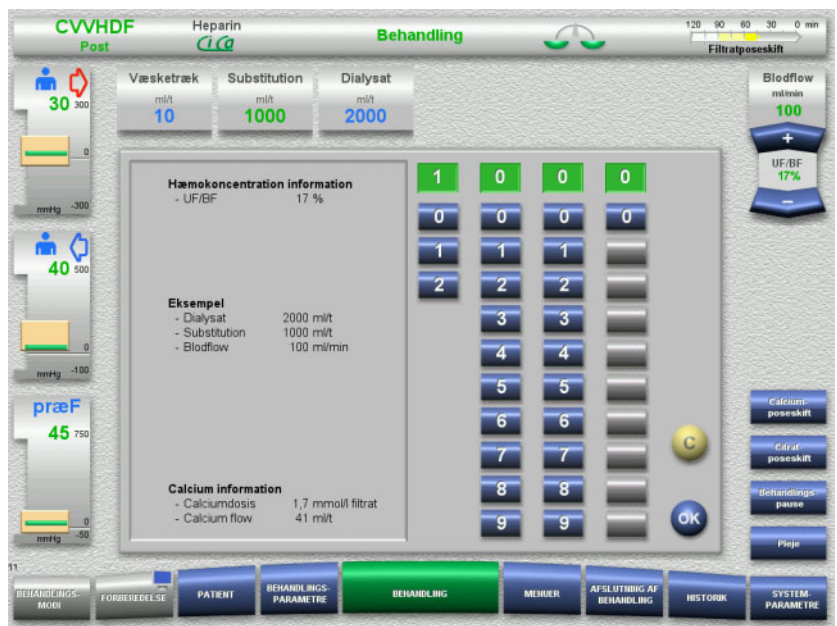 CVVHDF
Post
Heparin
CiCa
Behandling
120 90 60 30 0 min
Filtratposeskift
30 300
0
mmHg -300
40 500
0
mmHg -100
præF
45 750
0
mmHg -50
Væsketræk
ml/t
10
Substitution
ml/t
1000
Dialysat
ml/t
2000
Blodflow
ml/min
100
+
UF/BF
17%
−
Hæmokoncentration information
- UF/BF 17 %
Eksempel
- Dialysat 2000 ml/t
- Substitution 1000 ml/t
- Blodflow 100 ml/min
Calcium information
- Calciumdosis 1,7 mmol/l filtrat
- Calcium flow 41 ml/t
1 0 0 0
0 0 0 0
1 1 1
2 2 2
3 3
4 4
5 5
6 6
7 7
8 8
9 9
C
OK
Calcium-
poseskift
Citrat
poseskift
Behandlings-
pause
Pleje
11
BEHANDLINGS-
MODI
FORBEREDELSE
PATIENT
BEHANDLINGS-
PARAMETRE
BEHANDLING
MENUER
AFSLUTNING AF
BEHANDLING
HISTORIK
SYSTEM-
PARAMETRE